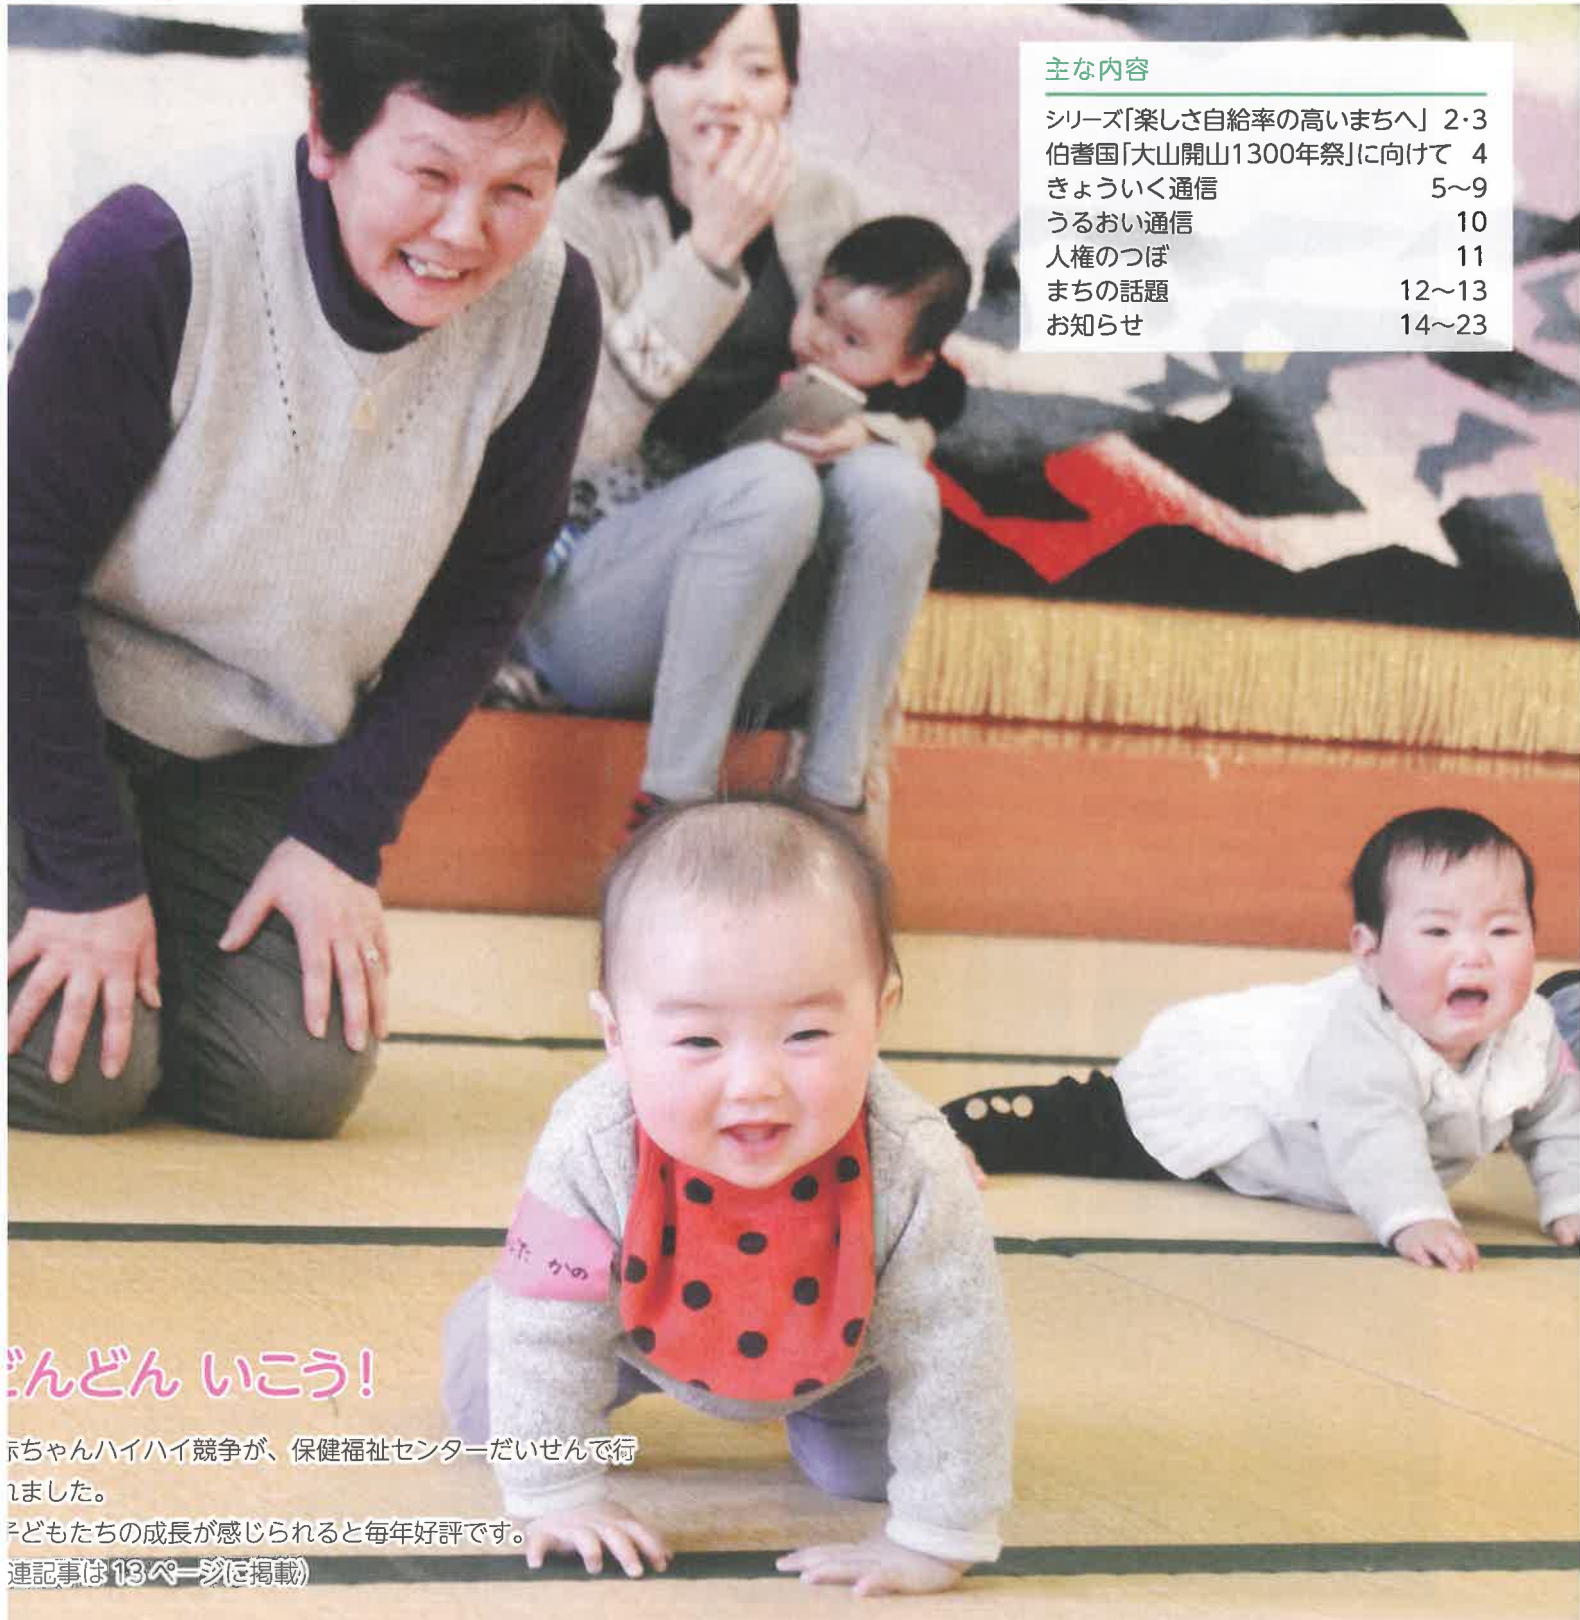 主な内容
シリーズ「楽しさ自給率の高いまちへ」 2・3
伯耆国「大山開山1300年祭」に向けて 4
きょういく通信 5～9
うるおい通信 10
人権のつぼ 11
まちの話題 12～13
お知らせ 14～23
た かの
どんどん いこう!
赤ちゃんハイハイ競争が、保健福祉センターだいせんで行
れました。
子どもたちの成長が感じられると毎年好評です。
連記事は13ページに掲載)